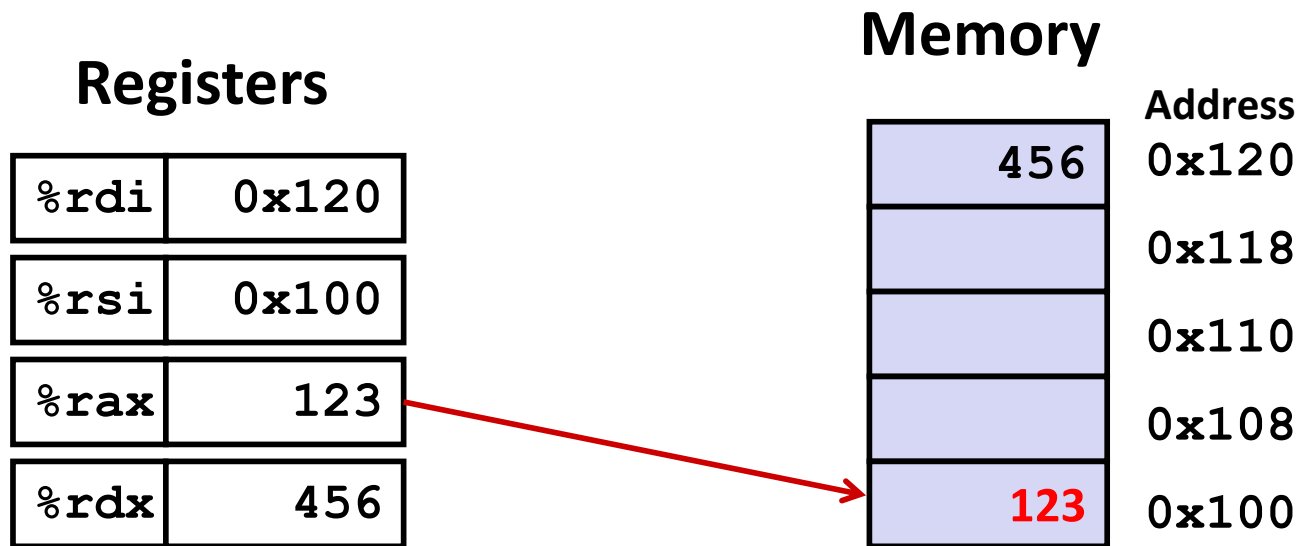 Registers
%rdi 0x120
%rsi 0x100
%rax 123
%rdx 456
Memory
Address
456 0x120
0x118
0x110
0x108
123 0x100